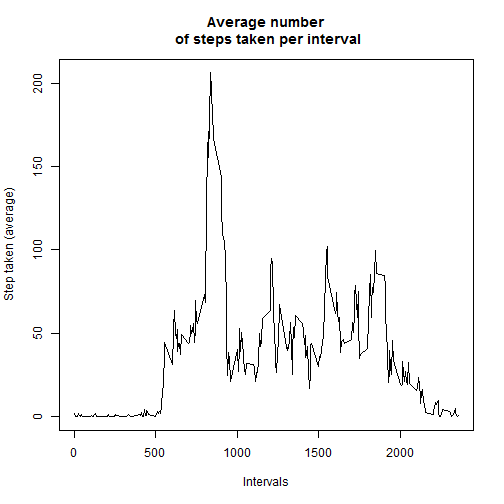 Average number
of steps taken per interval
Step taken (average)
200
150
100
50
0
0 500 1000 1500 2000
Intervals